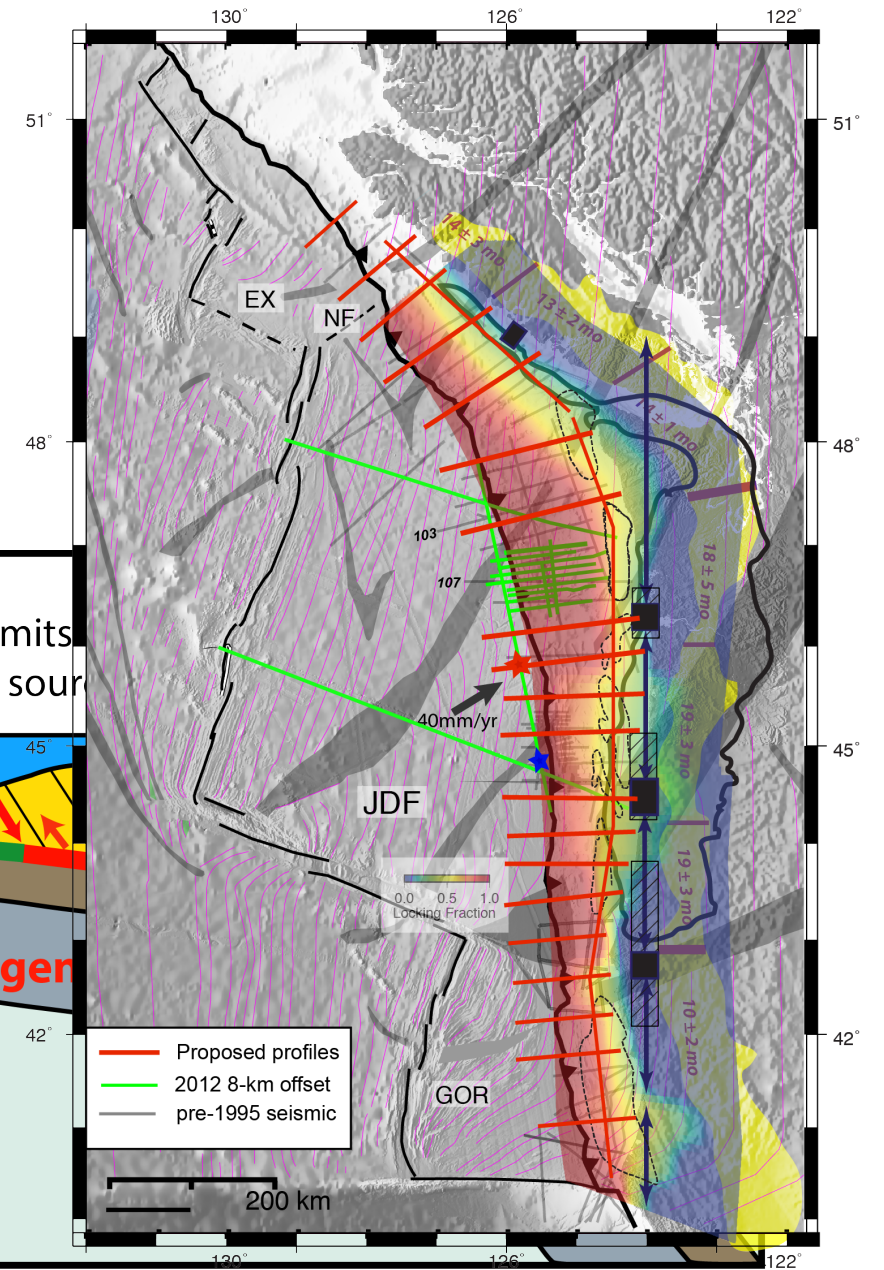 130°
126°
122°
51°
51°
14± 3 mo
13± 2 mo
EX
NF
14± 1 mo
48°
48°
103
107
18± 5 mo
mits
sour
40mm/yr
19± 3 mo
45°
45°
JDF
0.0 0.5 1.0
Locking Fraction
19± 3 mo
gen
10± 2 mo
42°
42°
Proposed profiles
2012 8-km offset
pre-1995 seismic
GOR
200 km
130°
126°
122°